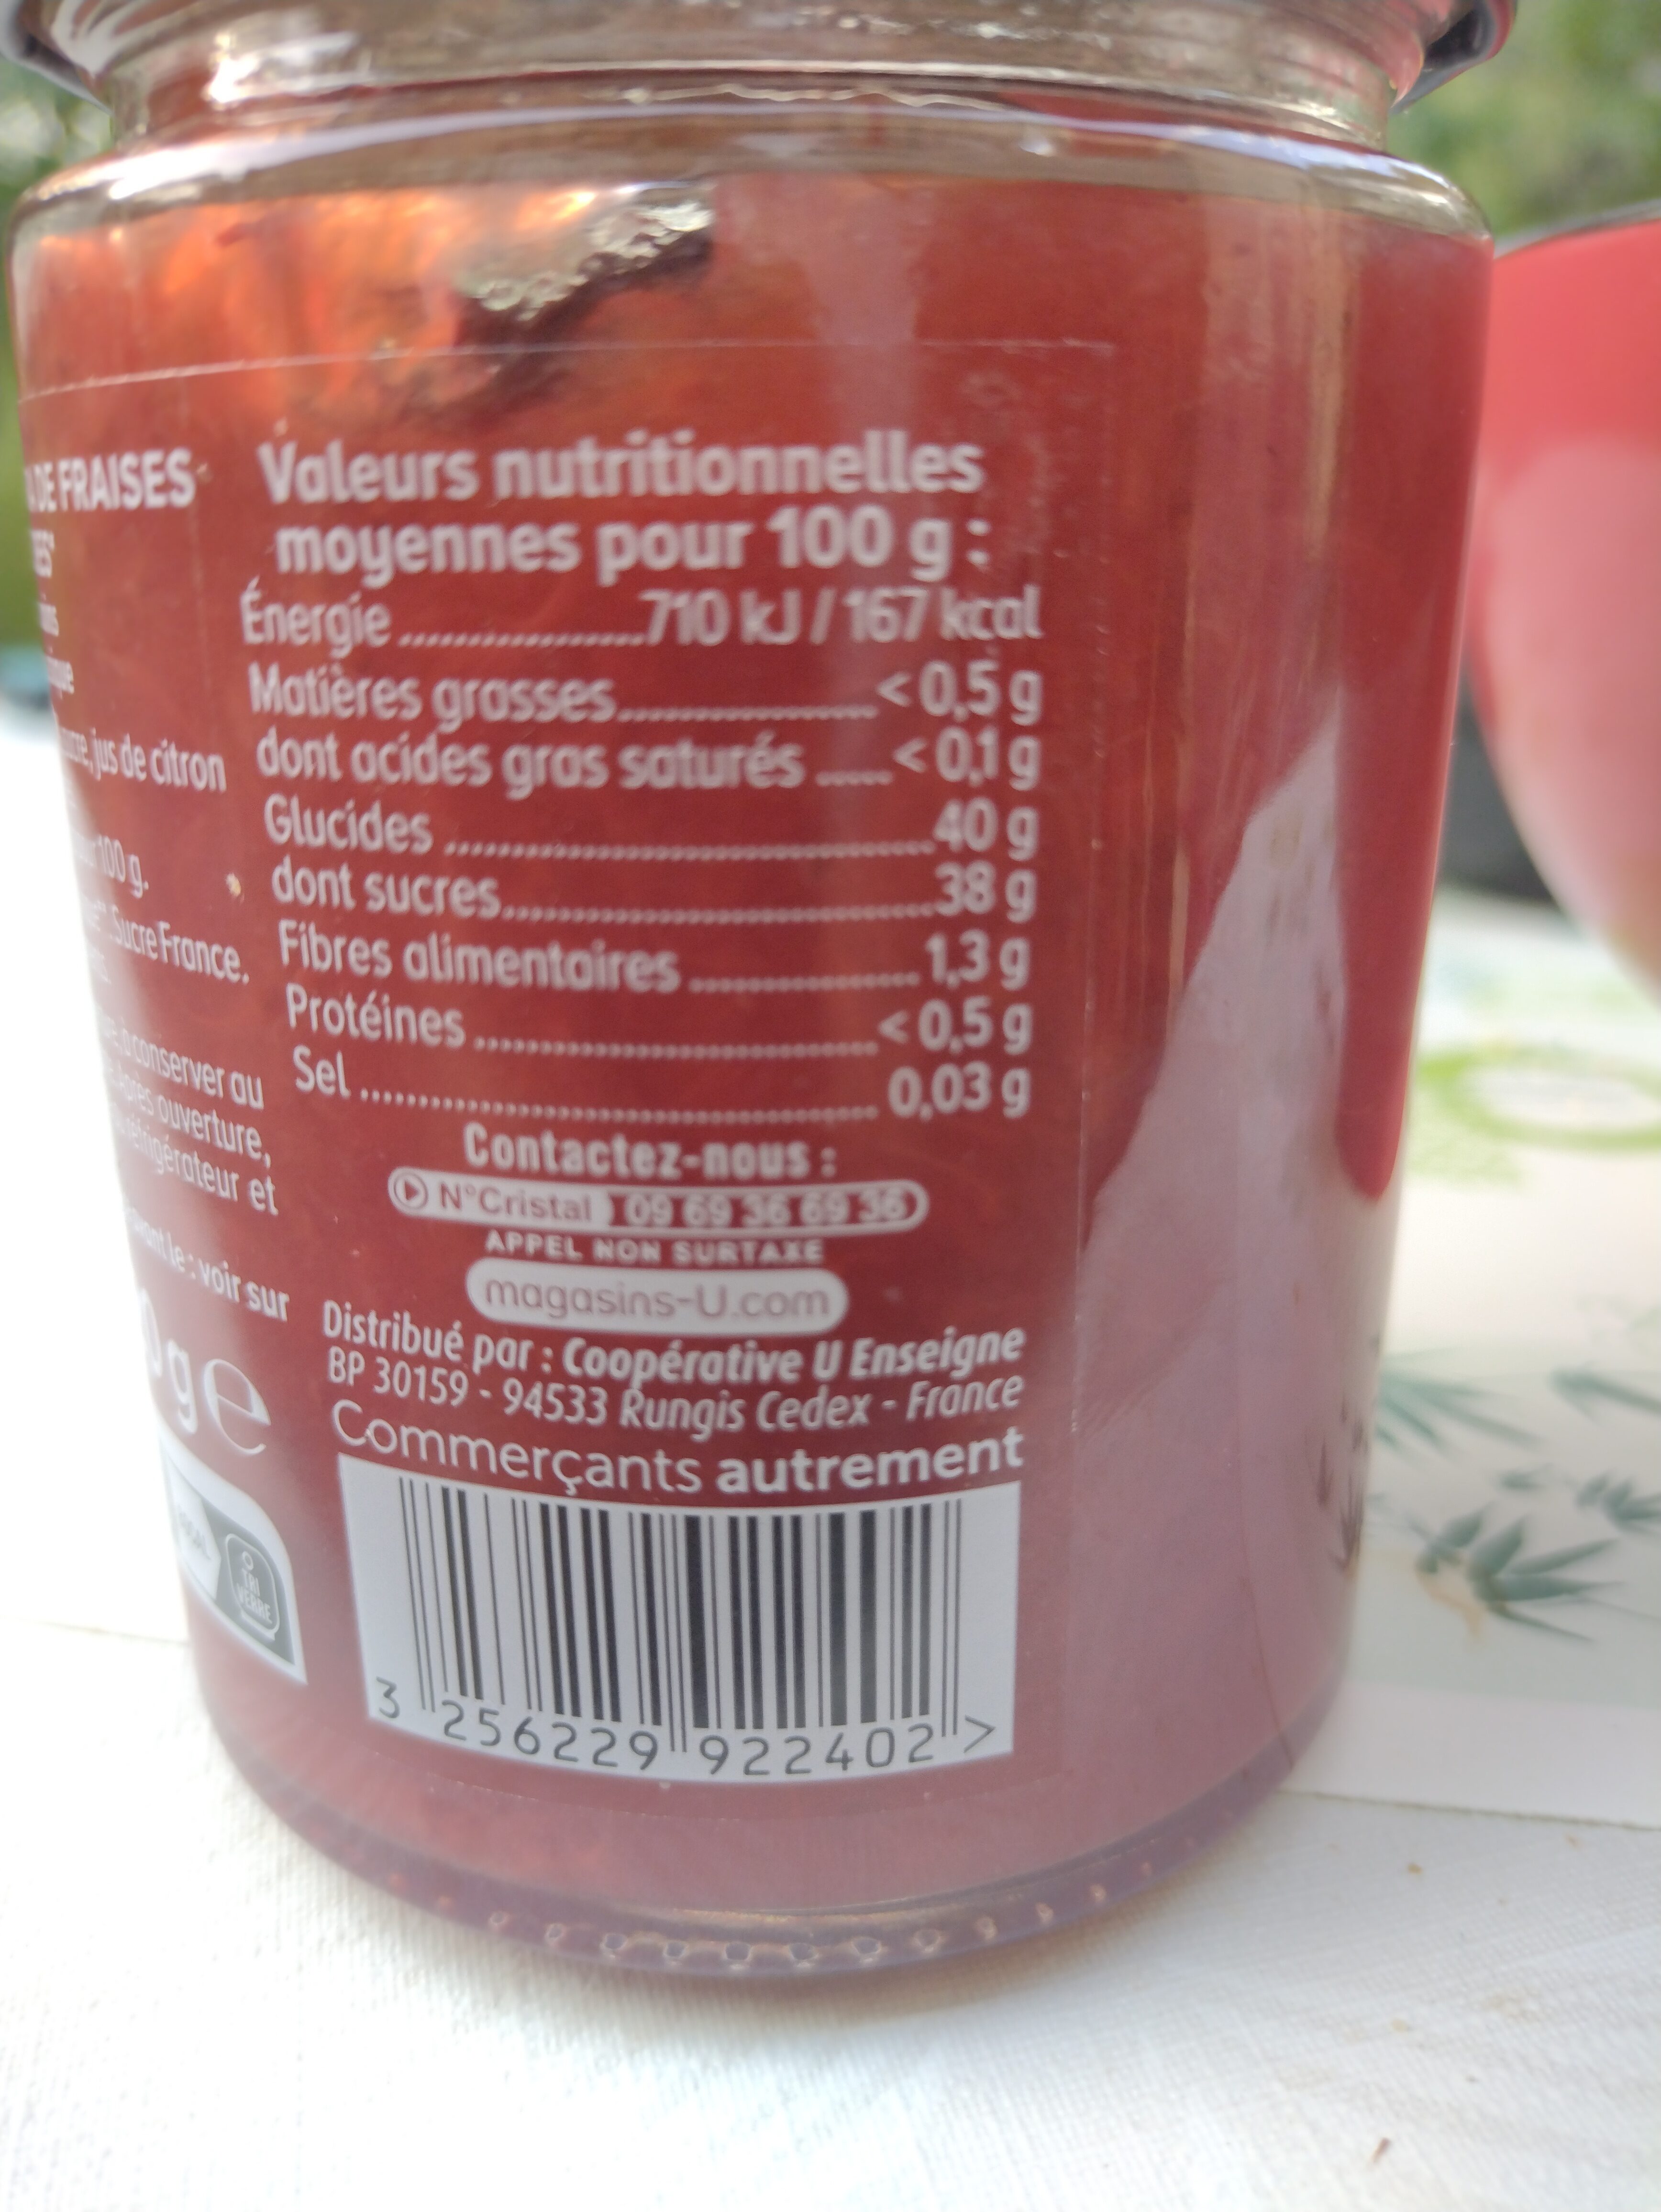 DE FRAISES
jus de citron
100 g.
Sucre France.
conserver au
ouverture,
réfrigérateur et
le : voir sur
g e
TRI
VERRE
Valeurs nutritionnelles
moyennes pour 100 g :
Énergie ................710 kJ / 167 kcal
Matières grasses................< 0,5 g
dont acides gras saturés ......< 0,1 g
Glucides ................40 g
dont sucres................38 g
Fibres alimentaires ................1,3 g
Protéines ................< 0,5 g
Sel ................ 0,03 g
Contactez-nous :
N°Cristal 09 69 36 69 36
APPEL NON SURTAXE
magasins-U.com
Distribué par : Coopérative U Enseigne
BP 30159 - 94533 Rungis Cedex - France
Commerçants autrement
3 256229 922402 >